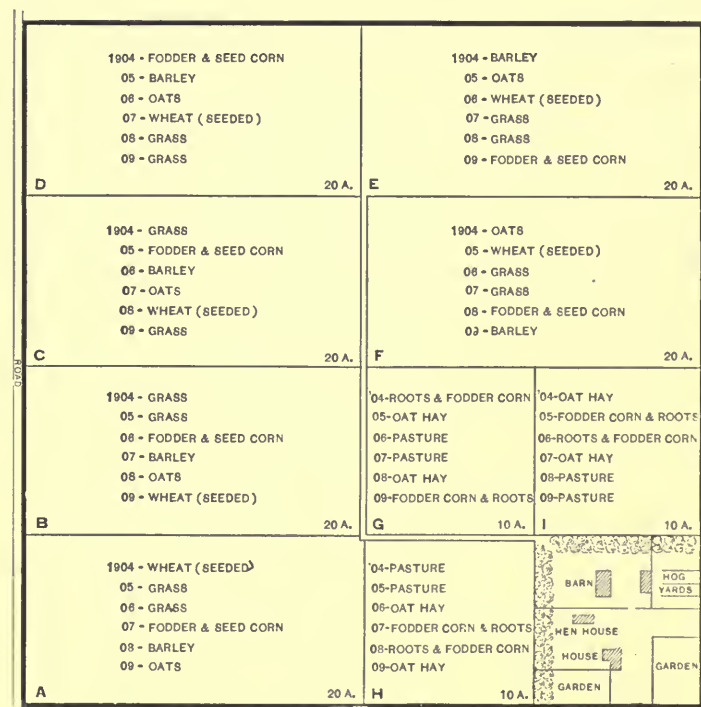 1904 - FODDER & SEED CORN
05 - BARLEY
06 - OATS
07 - WHEAT (SEEDED)
08 - GRASS
09 - GRASS
D 20 A.
1904 - BARLEY
05 - OATS
06 - WHEAT (SEEDED)
07 - GRASS
08 - GRASS
09 - FODDER & SEED CORN
E 20 A.
1904 - GRASS
05 - FODDER & SEED CORN
06 - BARLEY
07 - OATS
08 - WHEAT (SEEDED)
09 - GRASS
C 20 A.
1904 - OATS
05 - WHEAT (SEEDED)
06 - GRASS
07 - GRASS
08 - FODDER & SEED CORN
09 - BARLEY
F 20 A.
ROAD
1904 - GRASS
05 - GRASS
06 - FODDER & SEED CORN
07 - BARLEY
08 - OATS
09 - WHEAT (SEEDED)
B 20 A.
'04-ROOTS & FODDER CORN
05-OAT HAY
06-PASTURE
07-PASTURE
08-OAT HAY
09-FODDER CORN & ROOTS
G 10 A.
'04-OAT HAY
05-FODDER CORN & ROOTS
06-ROOTS & FODDER CORN
07-OAT HAY
08-PASTURE
09-PASTURE
I 10 A.
1904 - WHEAT (SEEDED)
05 - GRASS
06 - GRASS
07 - FODDER & SEED CORN
08 - BARLEY
09 - OATS
A 20 A.
'04-PASTURE
05-PASTURE
06-OAT HAY
07-FODDER CORN & ROOTS
08-ROOTS & FODDER CORN
09-OAT HAY
H 10 A.
BARN
HOG
YARDS
HEN HOUSE
HOUSE
GARDEN
GARDEN